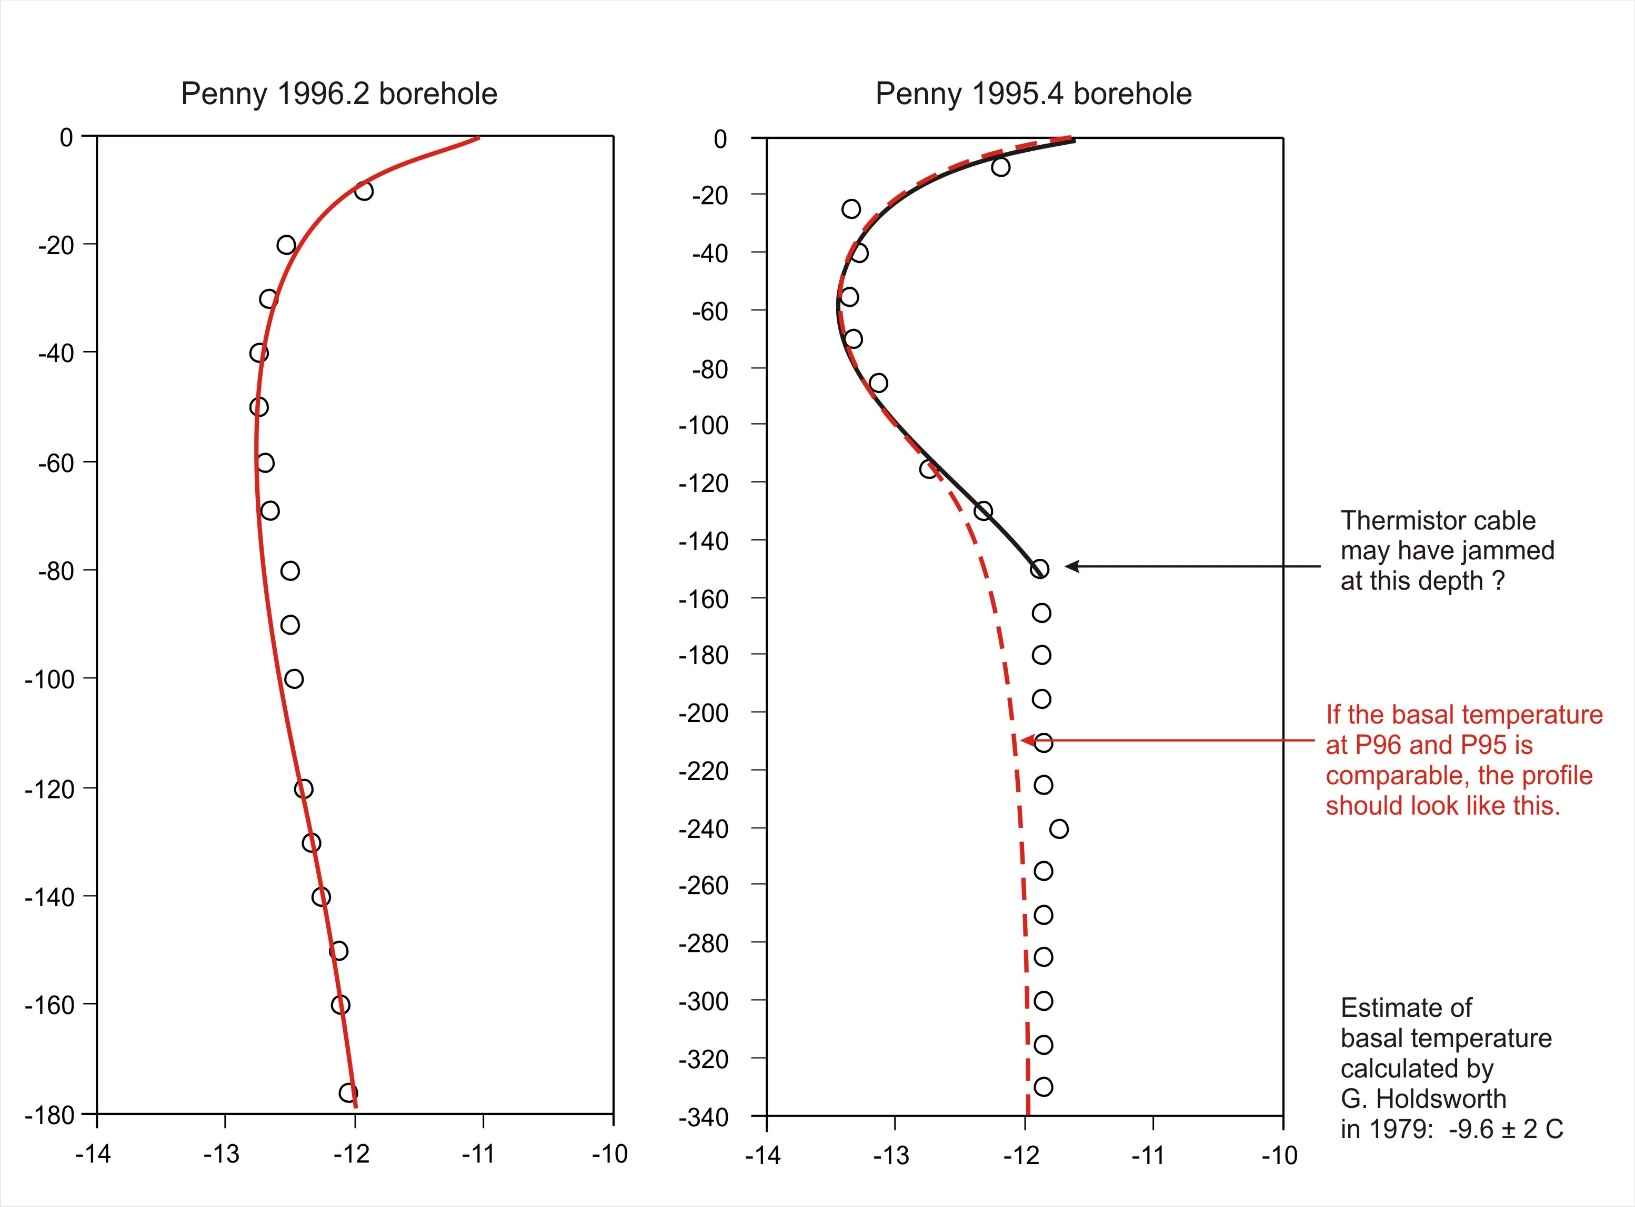 Penny 1996.2 borehole
0
-20
-40
-60
-80
-100
-120
-140
-160
-180
-14
-13
-12
-11
-10
Penny 1995.4 borehole
0
-20
-40
-60
-80
-100
-120
-140
-160
-180
-200
-220
-240
-260
-280
-300
-320
-340
-14
-13
-12
-11
-10
Thermistor cable
may have jammed
at this depth ?
If the basal temperature
at P96 and P95 is
comparable, the profile
should look like this.
Estimate of
basal temperature
calculated by
G. Holdsworth
in 1979: -9.6 ± 2 C